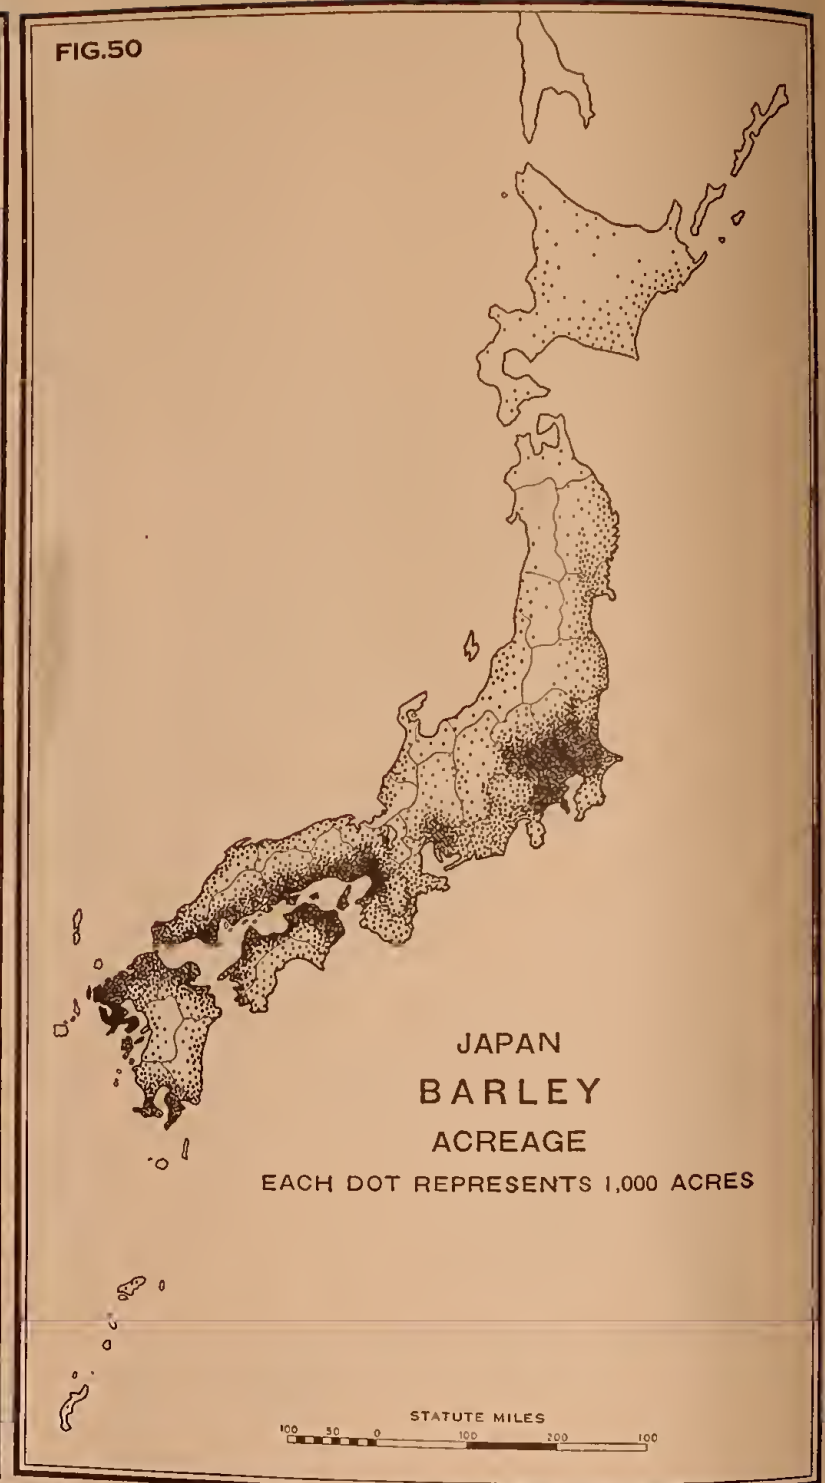 FIG.50
JAPAN
BARLEY
ACREAGE
EACH DOT REPRESENTS 1,000 ACRES
STATUTE MILES
100 50 0 100 200 100